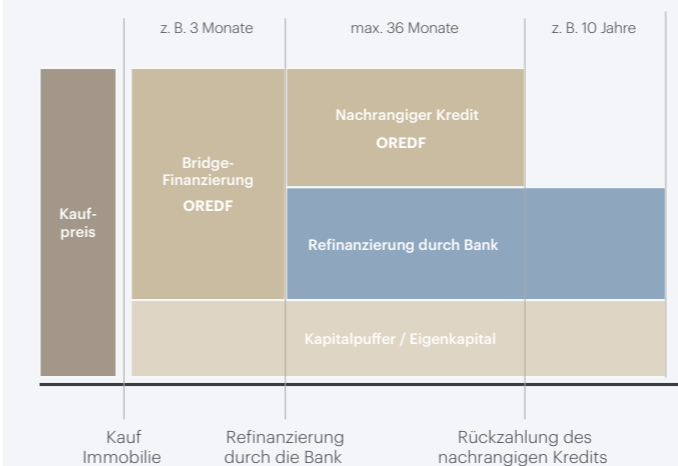 z. B. 3 Monate
max. 36 Monate
z. B. 10 Jahre
Nachrangiger Kredit
OREDF
Bridge-
Finanzierung
OREDF
Kauf-
preis
Refinanzierung durch Bank
Kapitalpuffer / Eigenkapital
Kauf
Immobilie
Refinanzierung
durch die Bank
Rückzahlung des
nachrangigen Kredits